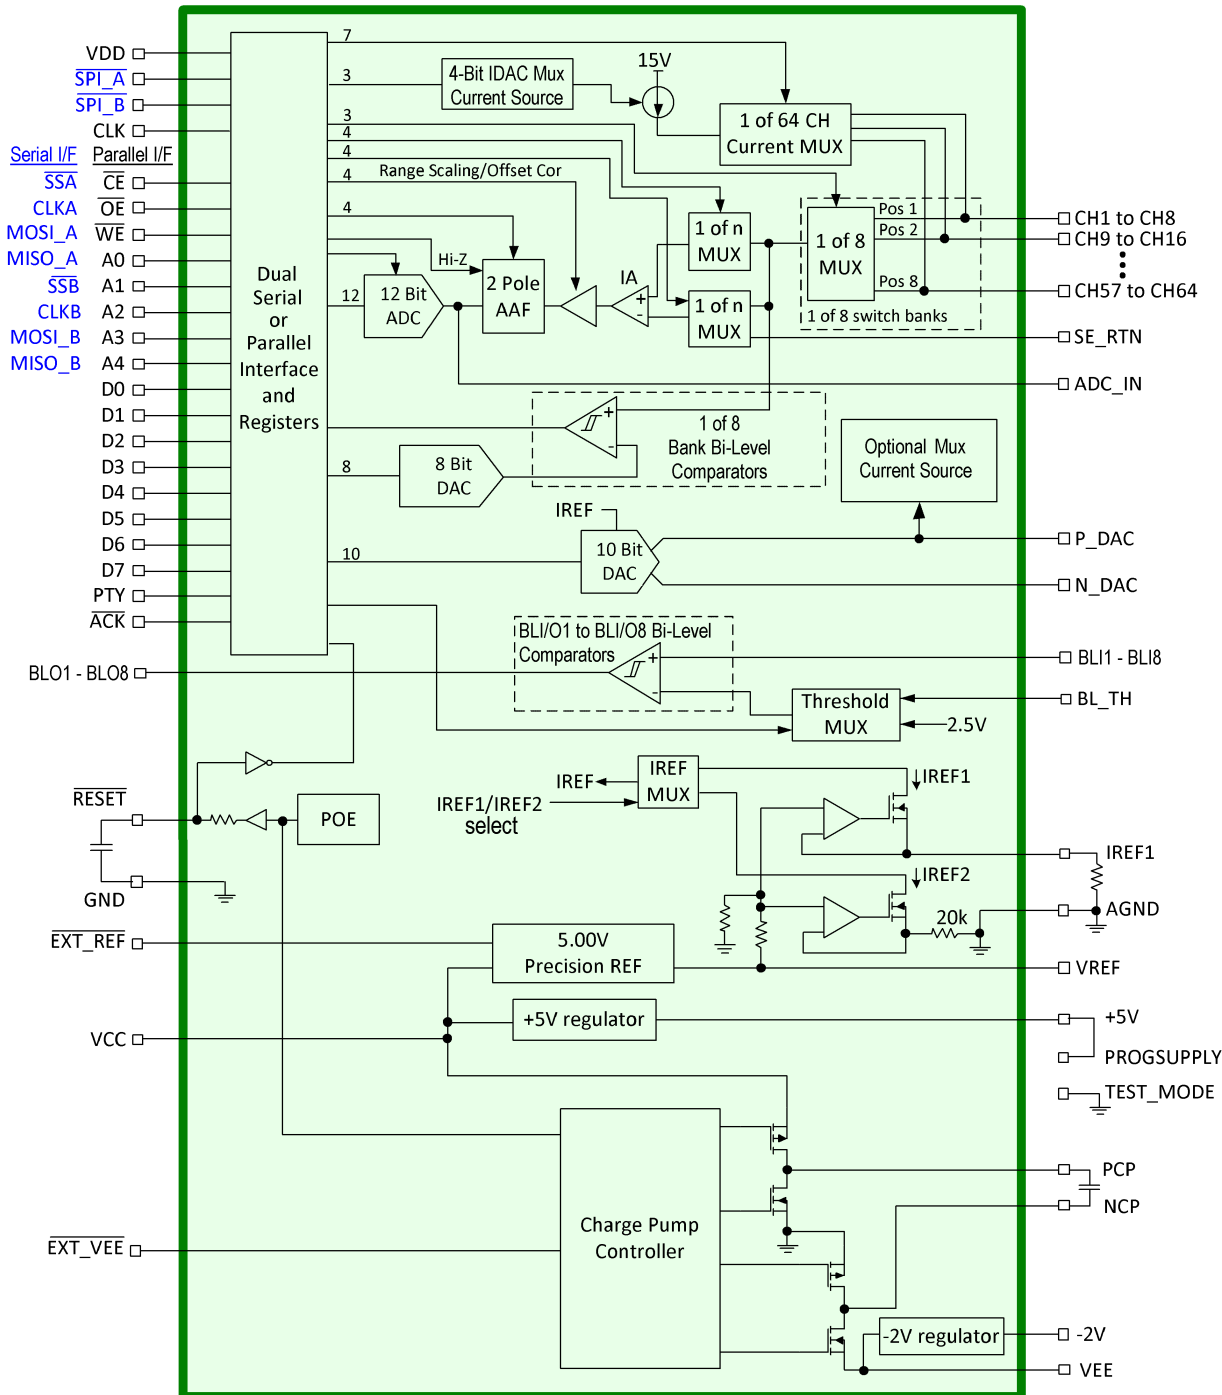 VDD
SPI_A
SPI_B
CLK
Serial I/F Parallel I/F
SSA CE
CLKA OE
MOSI_A WE
MISO_A A0
SSB A1
CLKB A2
MOSI_B A3
MISO_B A4
D0
D1
D2
D3
D4
D5
D6
D7
PTY
ACK
BLO1 - BLO8
RESET
GND
EXT_REF
VCC
EXT_VEE
Dual
Serial
or
Parallel
Interface
and
Registers
7
3
3
4
4
4
4
12
8
10
4-Bit IDAC Mux
Current Source
15V
1 of 64 CH
Current MUX
Range Scaling/Offset Cor
Hi-Z
12 Bit
ADC
2 Pole
AAF
IA
+
-
1 of n
MUX
1 of n
MUX
1 of 8
MUX
Pos 1
Pos 2
Pos 8
1 of 8 switch banks
CH1 to CH8
CH9 to CH16
CH57 to CH64
SE_RTN
ADC_IN
+
-
1 of 8
Bank Bi-Level
Comparators
8 Bit
DAC
Optional Mux
Current Source
IREF
10 Bit
DAC
P_DAC
N_DAC
BLI/O1 to BLI/O8 Bi-Level
Comparators
+
-
BLI1 - BLI8
Threshold
MUX
BL_TH
2.5V
IREF
IREF
MUX
IREF1/IREF2
select
IREF1
IREF1
IREF2
20k
AGND
POE
5.00V
Precision REF
VREF
+5V regulator
+5V
PROGSUPPLY
TEST_MODE
Charge Pump
Controller
PCP
NCP
-2V regulator
-2V
VEE